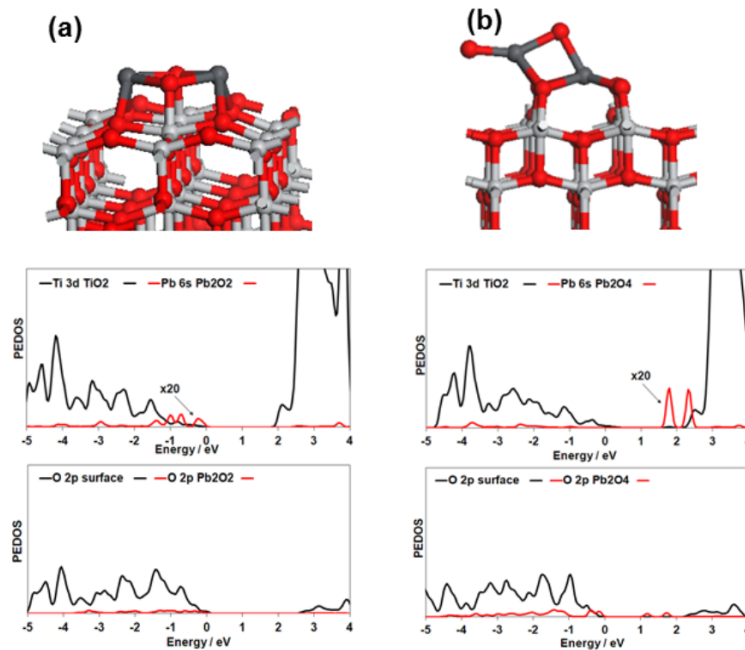 (a)
(b)
Ti 3d TiO2 Pb 6s Pb2O2
x20
PEDOS
-5 -4 -3 -2 -1 0 1 2 3 4
Energy / eV
Ti 3d TiO2 Pb 6s Pb2O4
x20
PEDOS
-5 -4 -3 -2 -1 0 1 2 3 4
Energy / eV
O 2p surface O 2p Pb2O2
PEDOS
-5 -4 -3 -2 -1 0 1 2 3 4
Energy / eV
O 2p surface O 2p Pb2O4
PEDOS
-5 -4 -3 -2 -1 0 1 2 3 4
Energy / eV